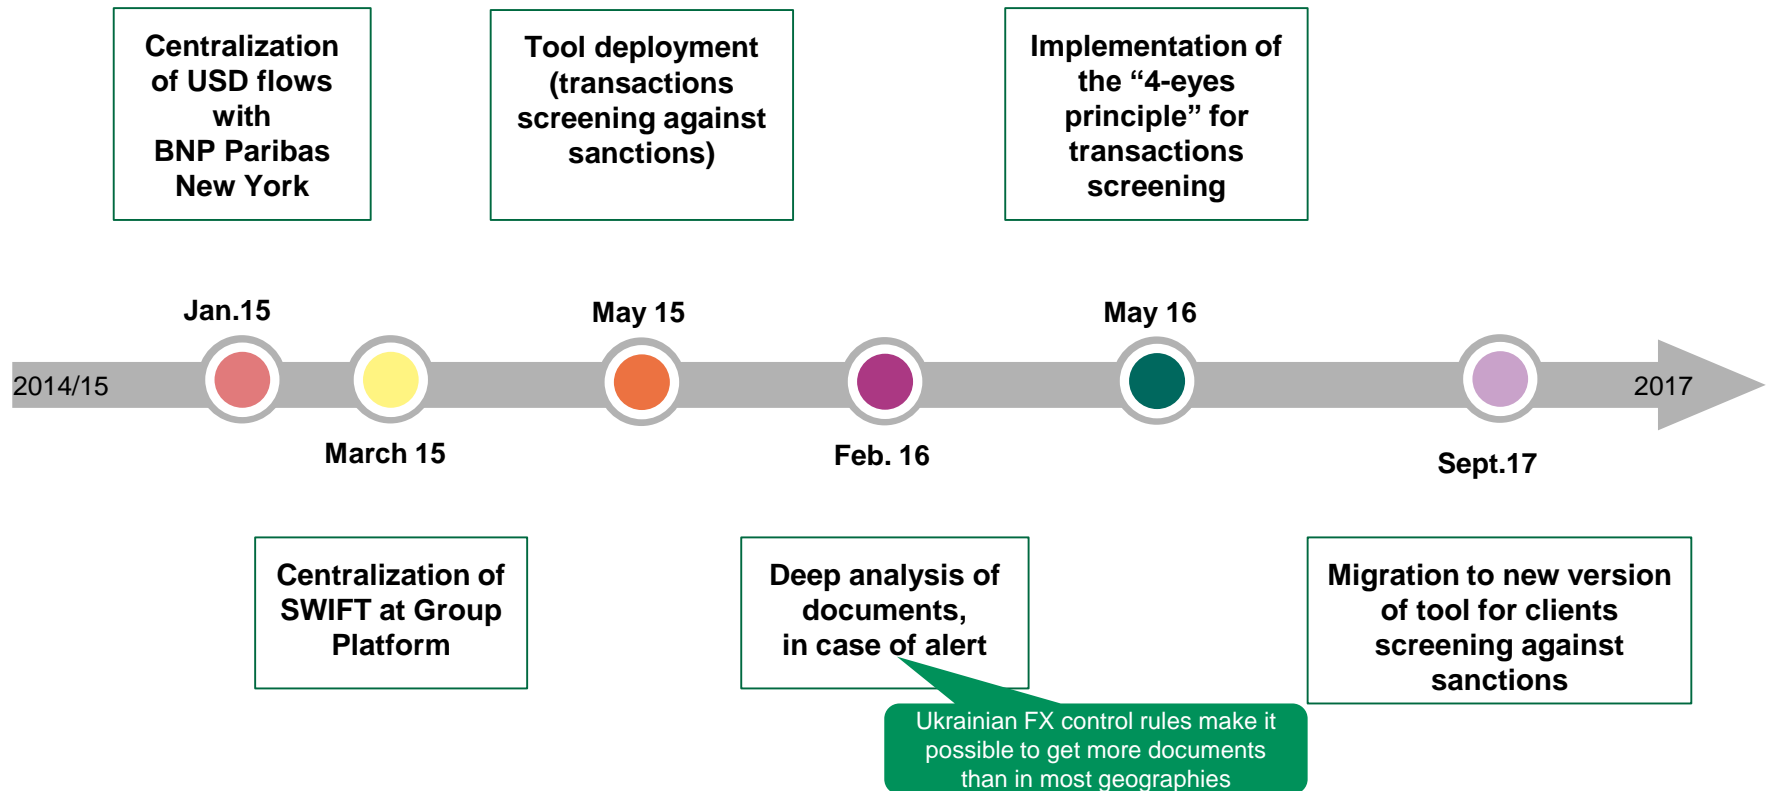 Centralization
of USD flows
with
BNP Paribas
New York
Tool deployment
(transactions
screening against
sanctions)
Implementation of
the “4-eyes
principle” for
transactions
screening
Jan.15
May 15
May 16
2014/15
2017
March 15
Feb. 16
Sept.17
Centralization of
SWIFT at Group
Platform
Deep analysis of
documents,
in case of alert
Migration to new version
of tool for clients
screening against
sanctions
Ukrainian FX control rules make it
possible to get more documents
than in most geographies